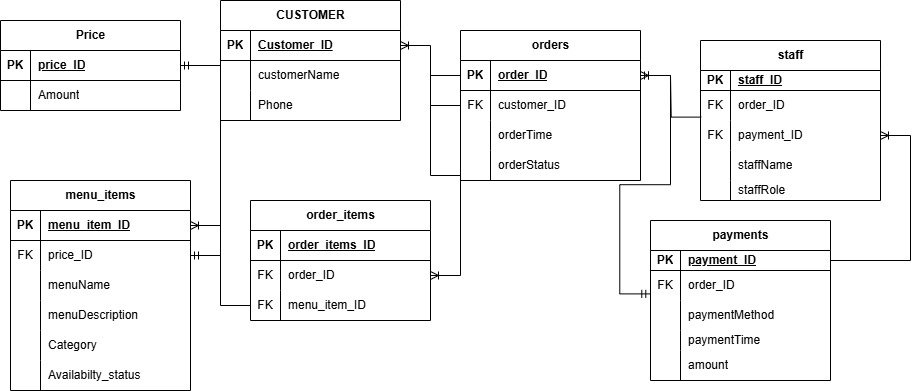 Price
PK price_ID
Amount
CUSTOMER
PK Customer_ID
customerName
Phone
orders
PK order_ID
FK customer_ID
orderTime
orderStatus
staff
PK staff_ID
FK order_ID
FK payment_ID
staffName
staffRole
menu_items
PK menu_item_ID
FK price_ID
menuName
menuDescription
Category
Availabilty_status
order_items
PK order_items_ID
FK order_ID
FK menu_item_ID
payments
PK payment_ID
FK order_ID
paymentMethod
paymentTime
amount